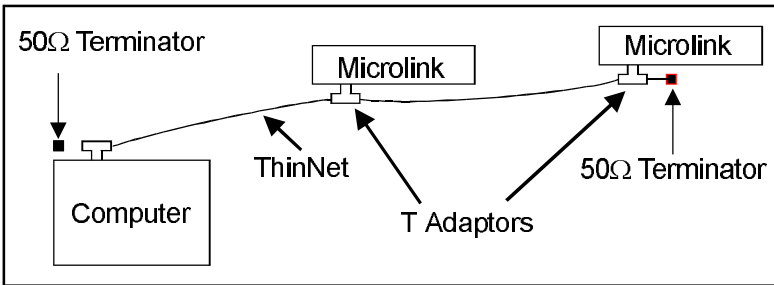 50Ω Terminator
Microlink
Microlink
ThinNet
50Ω Terminator
Computer
T Adaptors